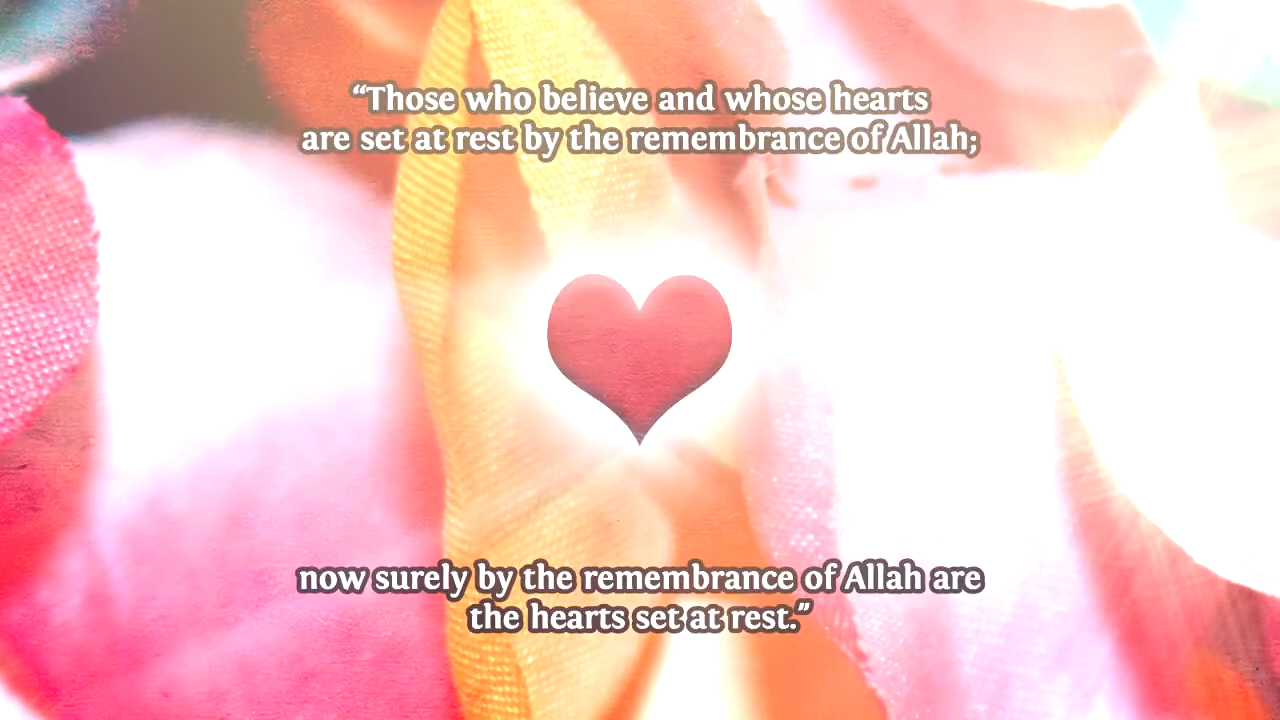 “Those who believe and whose hearts
are set at rest by the remembrance of Allah;
now surely by the remembrance of Allah are
the hearts set at rest.”